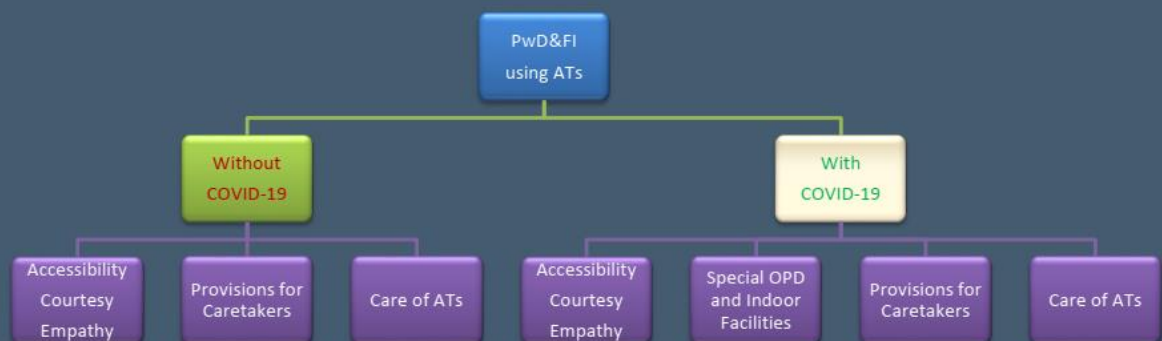 PwD&FI
using ATs
Without
COVID-19
With
COVID-19
Accessibility
Courtesy
Empathy
Provisions for
Caretakers
Care of ATs
Accessibility
Courtesy
Empathy
Special OPD
and Indoor
Facilities
Provisions for
Caretakers
Care of ATs